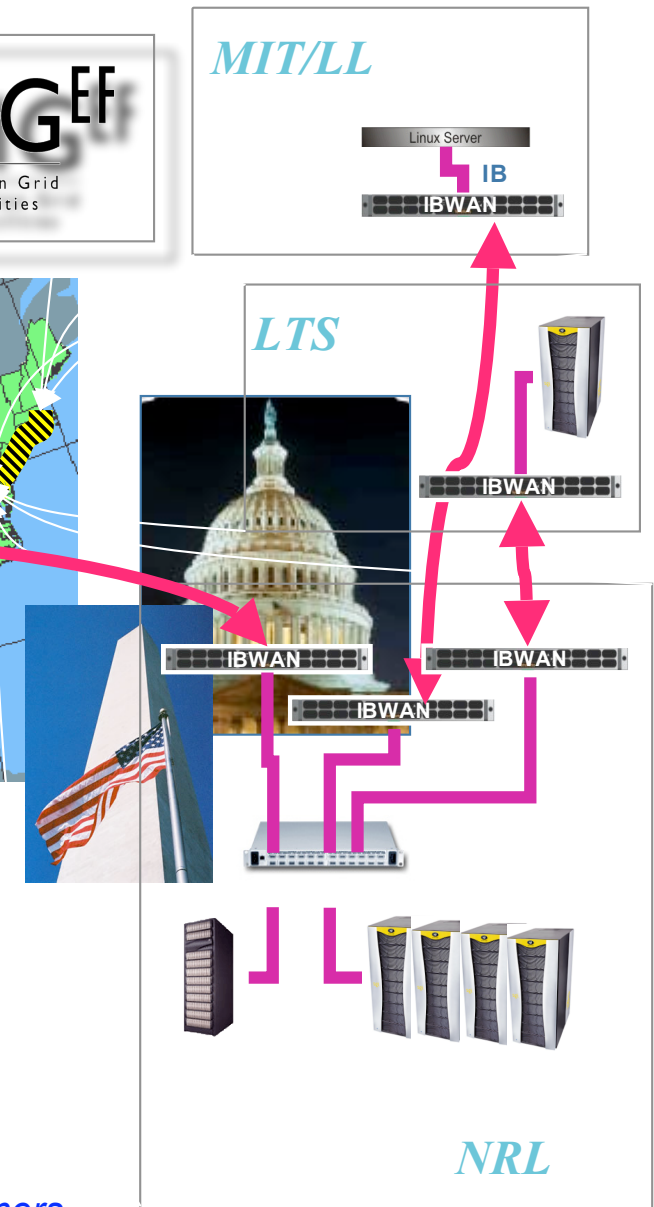 MIT/LL
GEF
n Grid
ities
Linux Server
IB
IBWAN
LTS
IBWAN
IBWAN
IBWAN
IBWAN
NRL